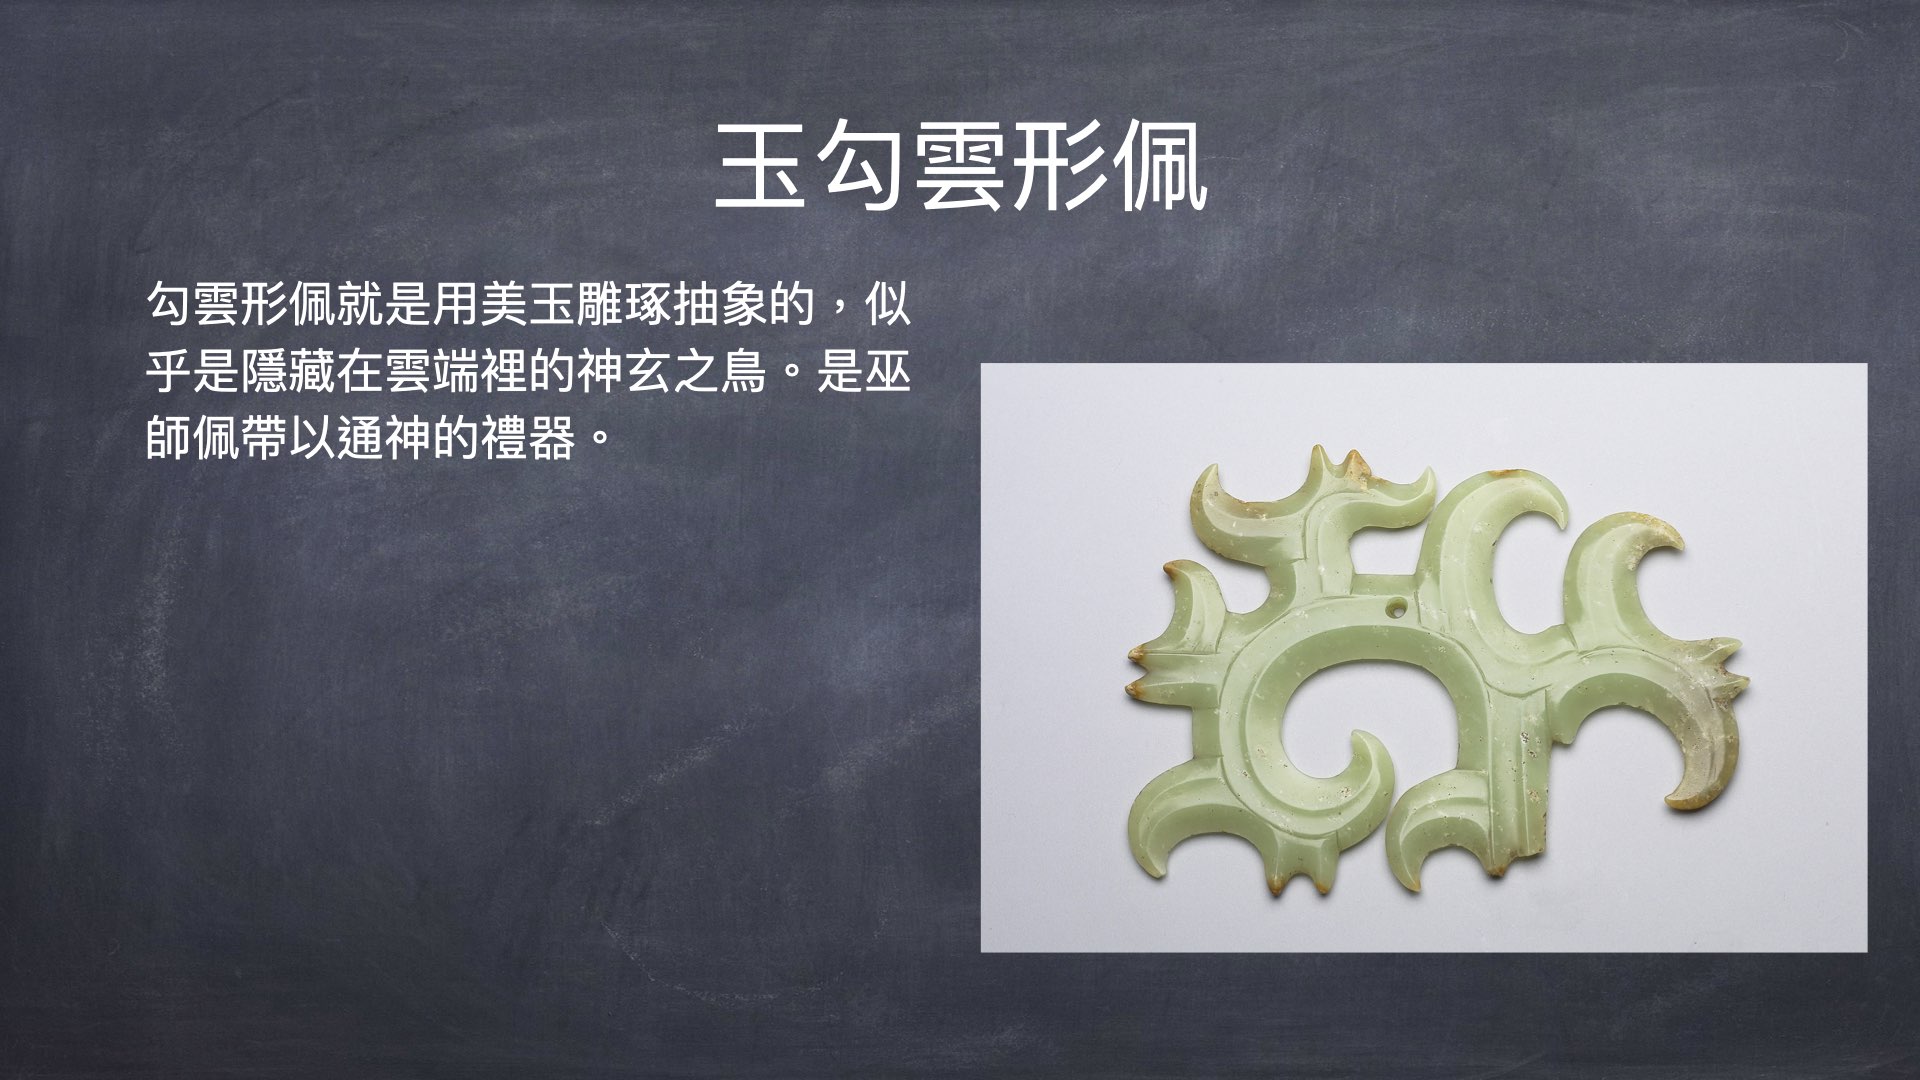 玉勾雲形佩
勾雲形佩就是用美玉雕琢抽象的，似
乎是隱藏在雲端裡的神玄之鳥。是巫
師佩帶以通神的禮器。